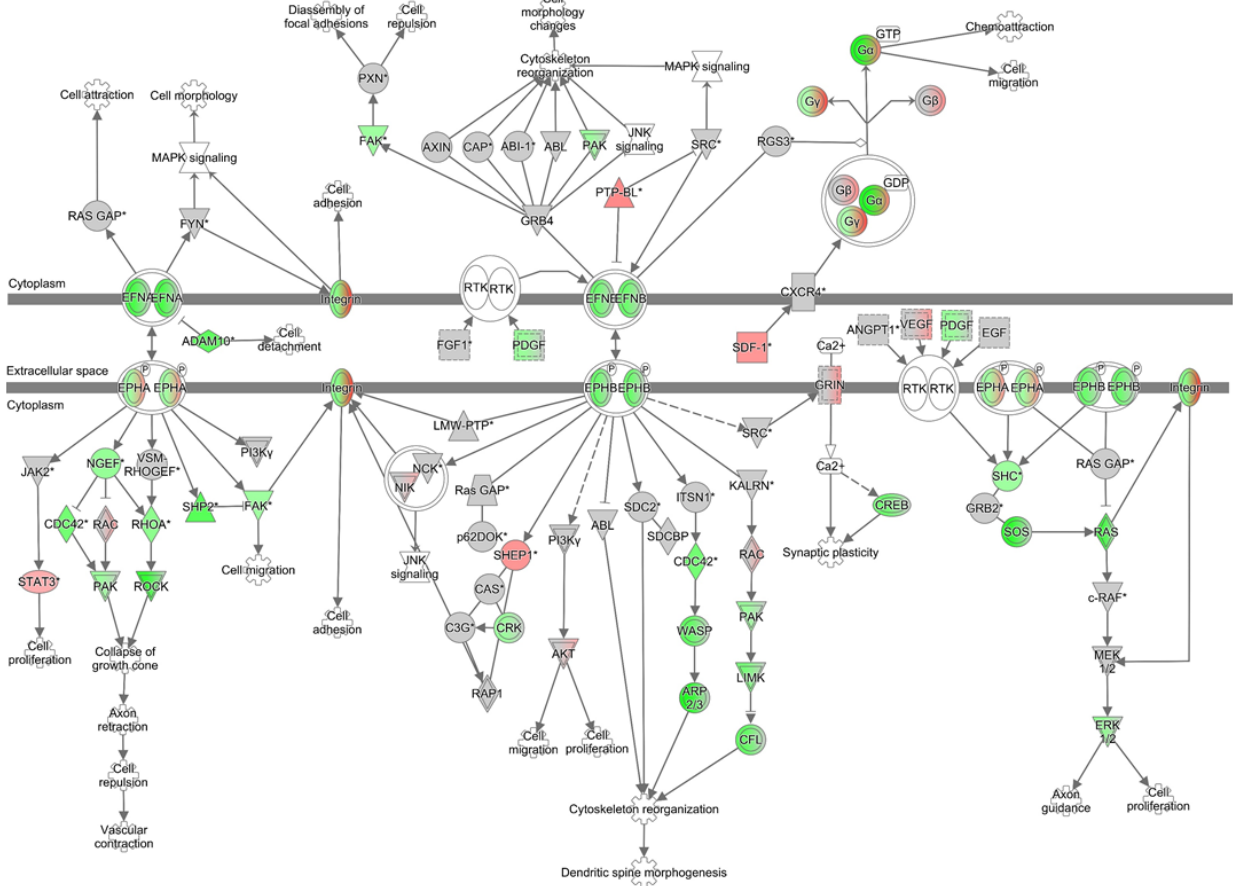 Diassembly of
focal adhesions
Cell
repulsion
Cell
morphology
changes
GTP
Gα
Chemoattraction
PXN*
Cytoskeleton
reorganization
MAPK signaling
Cell
migration
Cell attraction
Cell morphology
Gγ
Gβ
FAK*
AXIN
CAP*
ABI-1*
ABL
PAK
JNK
signaling
SRC*
RGS3*
MAPK signaling
Cell
adhesion
PTP-BL*
Gβ
GDP
Gα
Gγ
RAS GAP*
FYN*
GRB4
Cytoplasm
EFNA
EFNA
Integrin
RTK
RTK
EFNB
EFNB
CXCR4*
ADAM10*
Cell
detachment
FGF1*
PDGF
SDF-1*
Ca2+
ANGPT1*
VEGF
PDGF
EGF
Extracellular space
Cytoplasm
P
P
EPHA
EPHA
Integrin
P
P
EPHB
EPHB
GRIN
RTK
RTK
P
P
EPHA
EPHA
P
P
EPHB
EPHB
Integrin
LMW-PTP*
SRC*
JAK2*
NGEF*
VSM-
RHOGEF*
PI3Kγ
NCK*
NIK
Ras GAP*
SDC2*
ITSN1*
KALRN*
Ca2+
SHC*
RAS GAP*
CDC42*
RAC
RHOA*
SHP2*
FAK*
p62DOK*
PI3Kγ
ABL
SDCBP
CREB
GRB2*
SOS
RAS
SHEP1*
CDC42*
RAC
Synaptic plasticity
STAT3*
PAK
ROCK
Cell migration
JNK
signaling
CAS*
C3G*
CRK
PAK
WASP
c-RAF*
Cell
proliferation
Collapse of
growth cone
Cell
adhesion
AKT
LIMK
MEK
1/2
RAP1
ARP
2/3
Axon
retraction
Cell
migration
Cell
proliferation
CFL
ERK
1/2
Cell
repulsion
Cytoskeleton reorganization
Axon
guidance
Cell
proliferation
Vascular
contraction
Dendritic spine morphogenesis